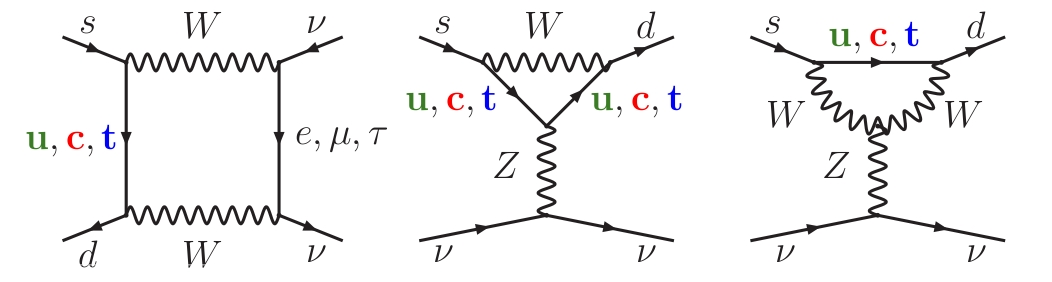 s W ν
u, c, t e, μ, τ
d W ν
s W d
u, c, t u, c, t
Z
ν ν
s u, c, t d
W W
Z
ν ν